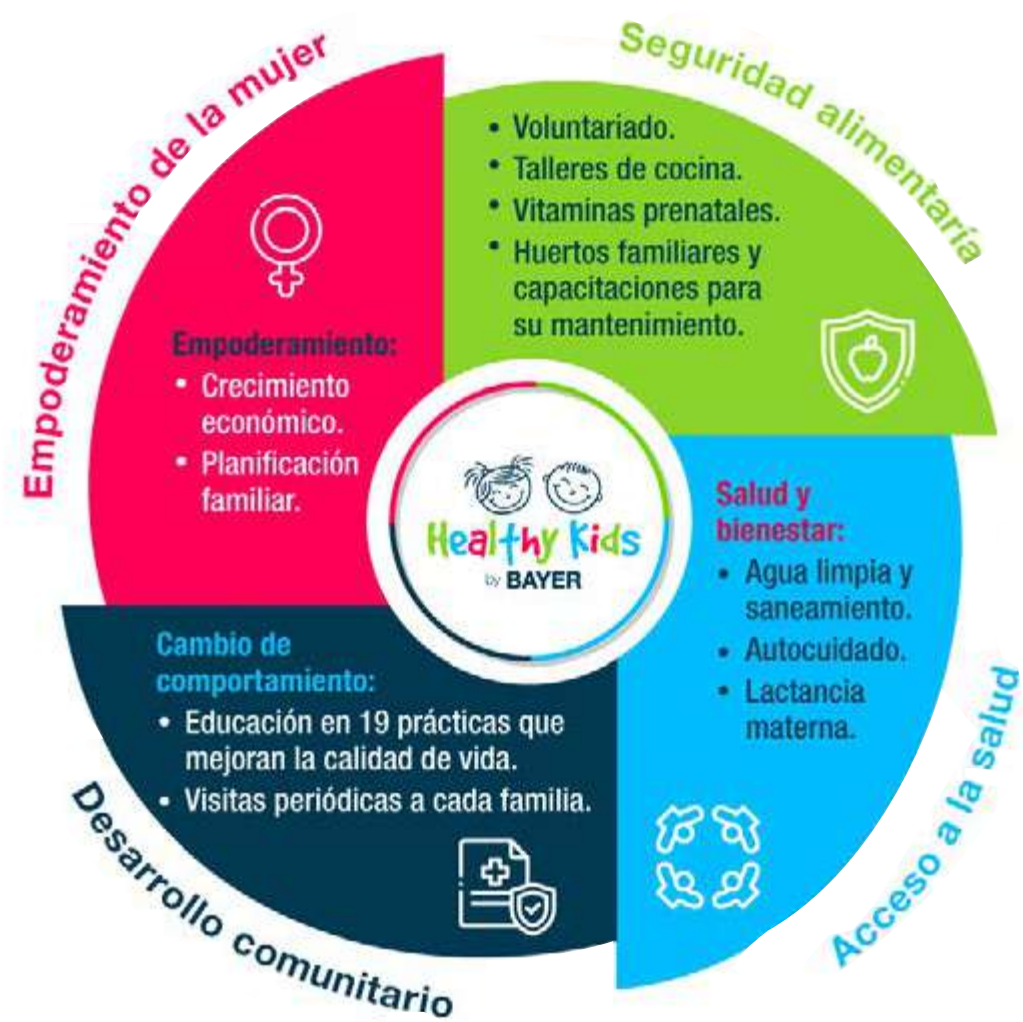 Empoderamiento de la mujer
Empoderamiento:
• Crecimiento
económico.
• Planificación
familiar.
Seguridad alimentaría
• Voluntariado.
• Talleres de cocina.
• Vitaminas prenatales.
• Huertos familiares y
capacitaciones para
su mantenimiento.
Healthy Kids
by BAYER
Salud y
bienestar:
• Agua limpia y
saneamiento.
• Autocuidado.
• Lactancia
materna.
Acceso a la salud
Cambio de
comportamiento:
• Educación en 19 prácticas que
mejoran la calidad de vida.
• Visitas periódicas a cada familia.
Desarrollo comunitario